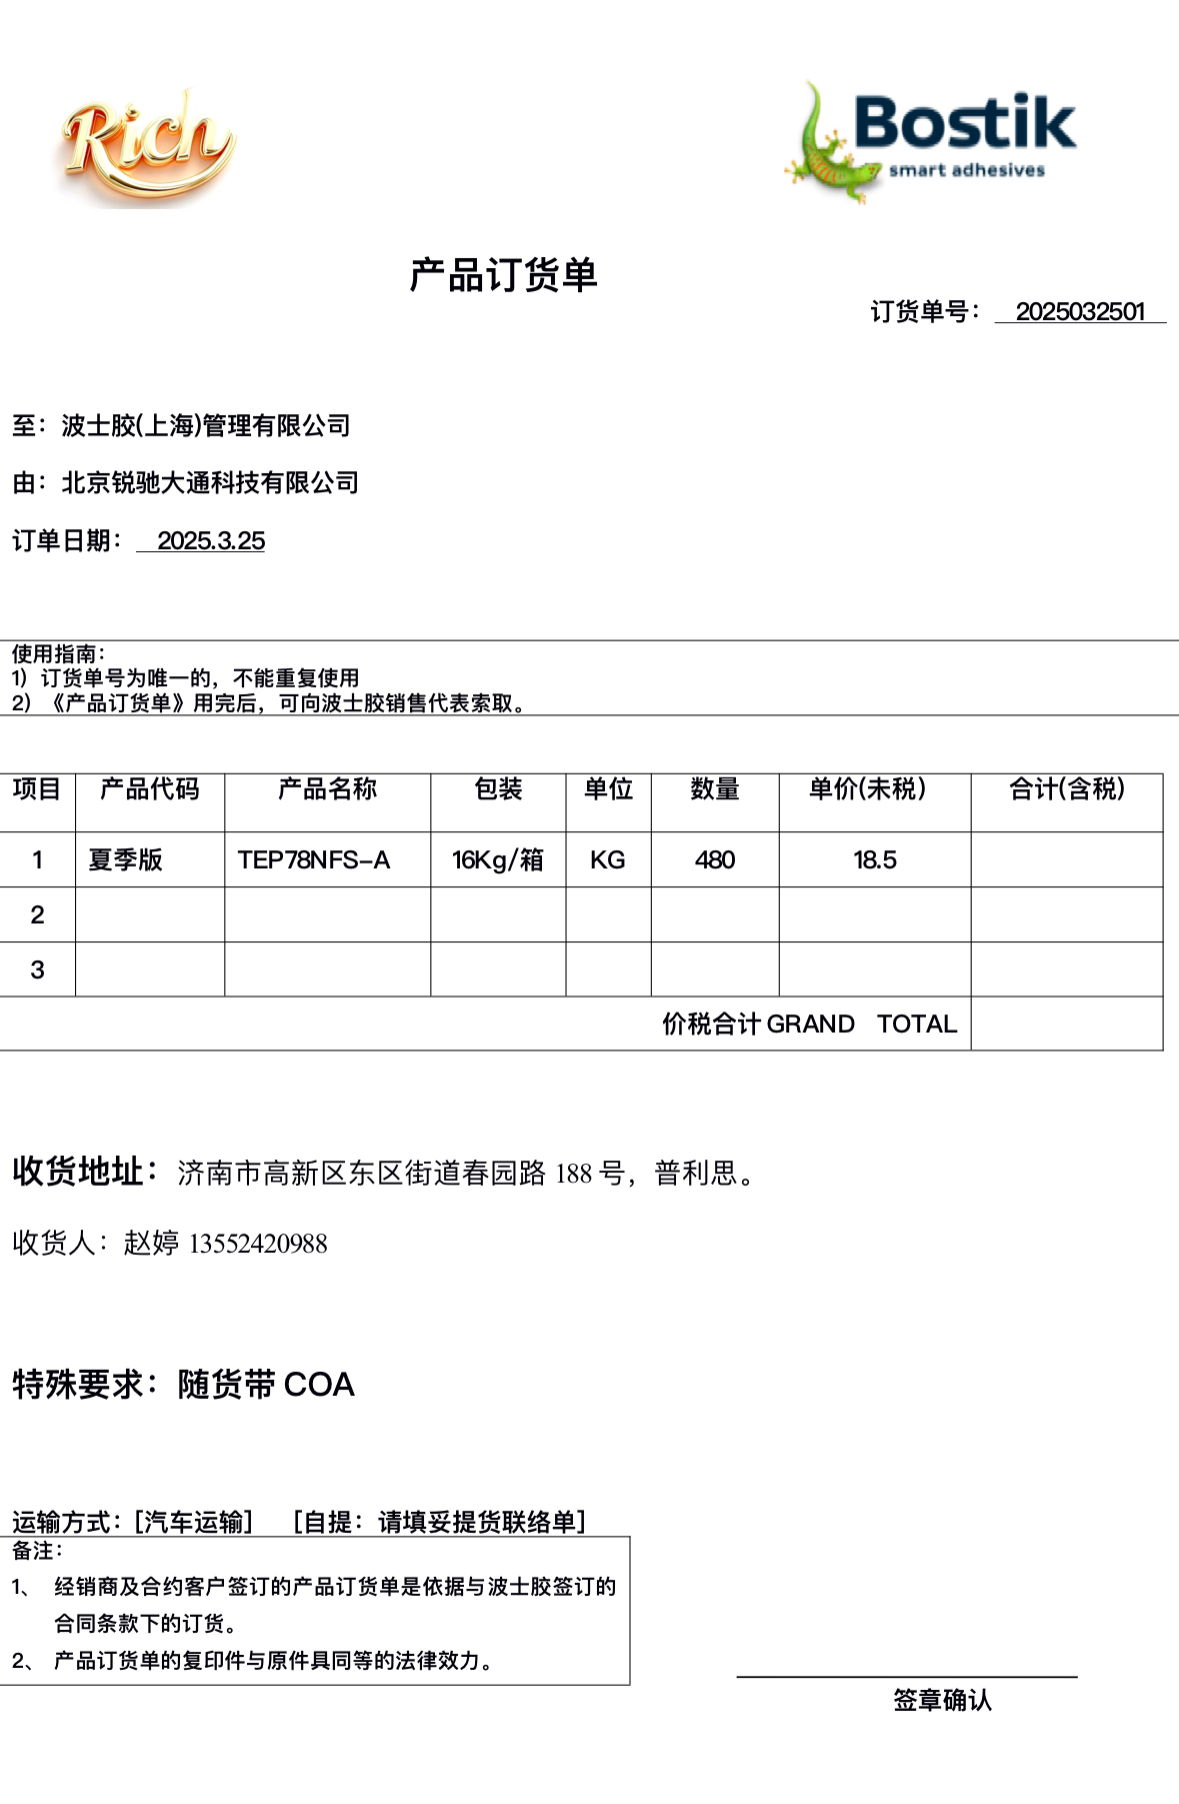 Rich
Bostik
smart adhesives
产品订货单
订货单号： 2025032501
至：波士胶(上海)管理有限公司
由：北京锐驰大通科技有限公司
订单日期： 2025.3.25
使用指南：
1）订货单号为唯一的，不能重复使用
2）《产品订货单》用完后，可向波士胶销售代表索取。
项目 产品代码 产品名称 包装 单位 数量 单价(未税) 合计(含税)
1 夏季版 TEP78NFS-A 16Kg/箱 KG 480 18.5
2
3
价税合计 GRAND TOTAL
收货地址：济南市高新区东区街道春园路 188 号，普利思。
收货人：赵婷 13552420988
特殊要求：随货带 COA
运输方式：[汽车运输] [自提：请填妥提货联络单]
备注：
1、 经销商及合约客户签订的产品订货单是依据与波士胶签订的
合同条款下的订货。
2、 产品订货单的复印件与原件具同等的法律效力。
签章确认